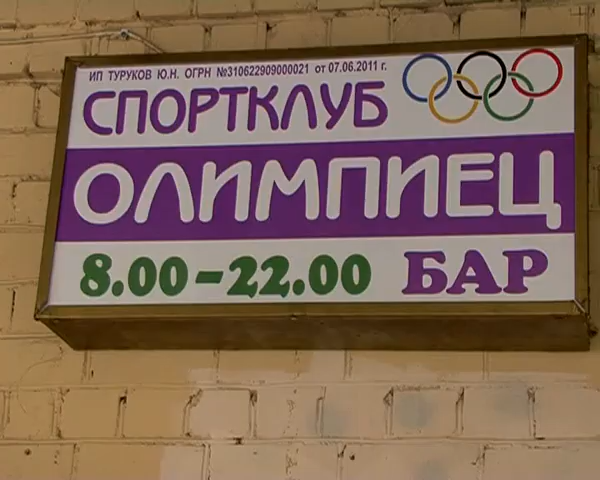 ИП ТУРУКОВ Ю.Н. ОГРН №310622909000021 от 07.06.2011 г.
СПОРТКЛУБ
ОЛИМПИЕЦ
8.00-22.00 БАР